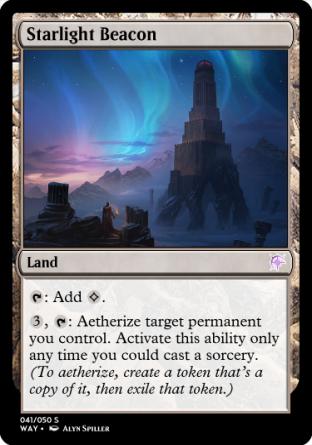 Starlight Beacon
Land
: Add .
3, : Aetherize target permanent
you control. Activate this ability only
any time you could cast a sorcery.
(To aetherize, create a token that's a
copy of it, then exile that token.)
041/050 S
WAY • Alyn Spiller